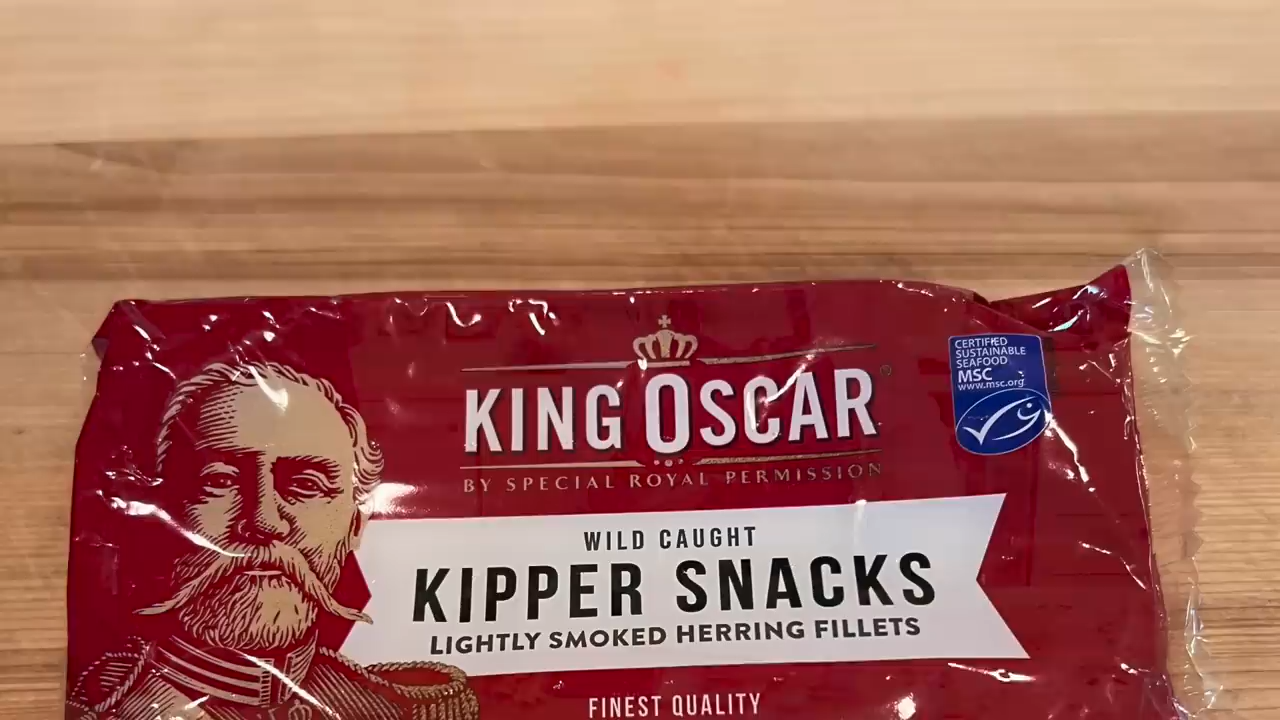 KING OSCAR®
BY SPECIAL ROYAL PERMISSION
CERTIFIED
SUSTAINABLE
SEAFOOD
MSC
www.msc.org
WILD CAUGHT
KIPPER SNACKS
LIGHTLY SMOKED HERRING FILLETS
FINEST QUALITY